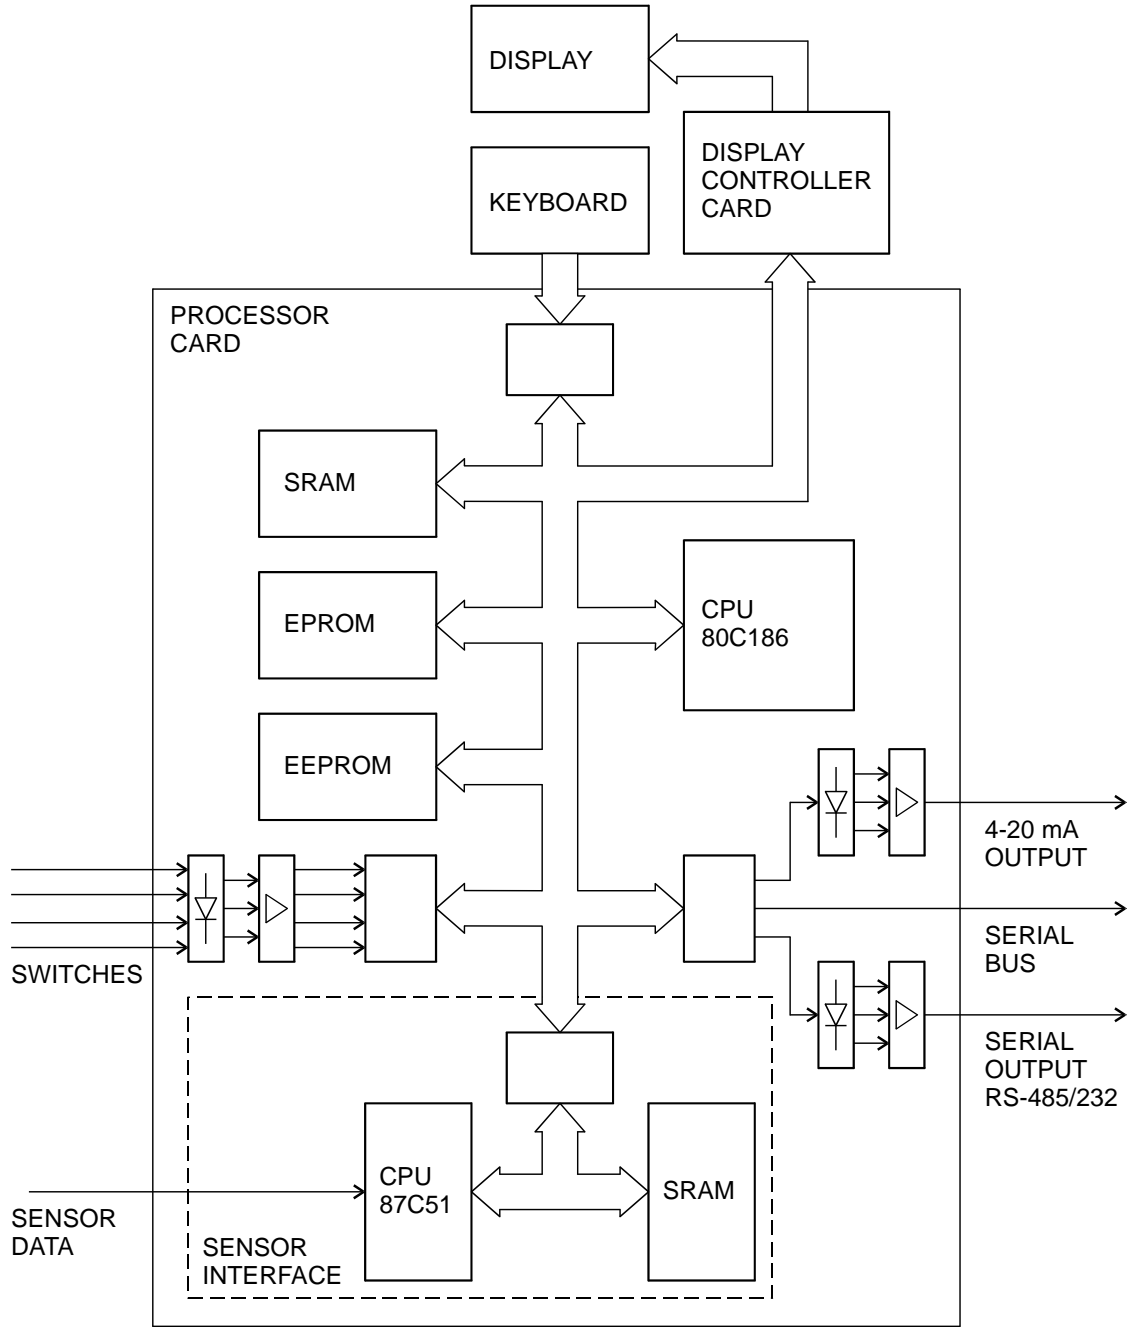 DISPLAY
DISPLAY
CONTROLLER
CARD
KEYBOARD
PROCESSOR
CARD
SRAM
CPU
80C186
EPROM
EEPROM
4-20 mA
OUTPUT
SWITCHES
SERIAL
BUS
SERIAL
OUTPUT
RS-485/232
CPU
87C51
SRAM
SENSOR
DATA
SENSOR
INTERFACE